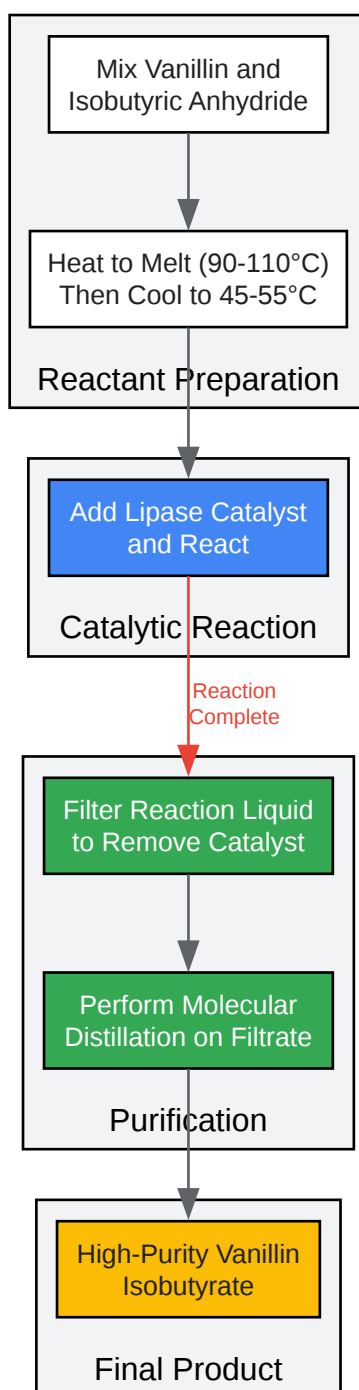 Mix Vanillin and
Isobutyric Anhydride
Heat to Melt (90-110°C)
Then Cool to 45-55°C
Reactant Preparation
Add Lipase Catalyst
and React
Catalytic Reaction
Reaction
Complete
Filter Reaction Liquid
to Remove Catalyst
Perform Molecular
Distillation on Filtrate
Purification
High-Purity Vanillin
Isobutyrate
Final Product